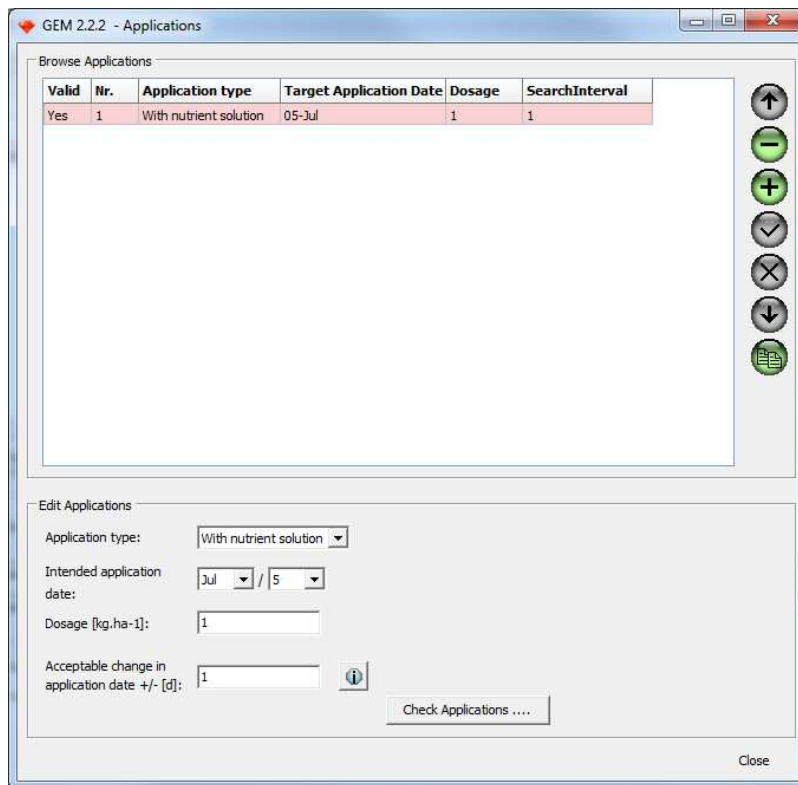 GEM 2.2.2 - Applications
Browse Applications
Valid Nr. Application type Target Application Date Dosage SearchInterval
Yes 1 With nutrient solution 05-Jul 1 1
Edit Applications
Application type: With nutrient solution
Intended application
date: Jul / 5
Dosage [kg.ha-1]: 1
Acceptable change in
application date +/- [d]: 1
Check Applications ....
Close